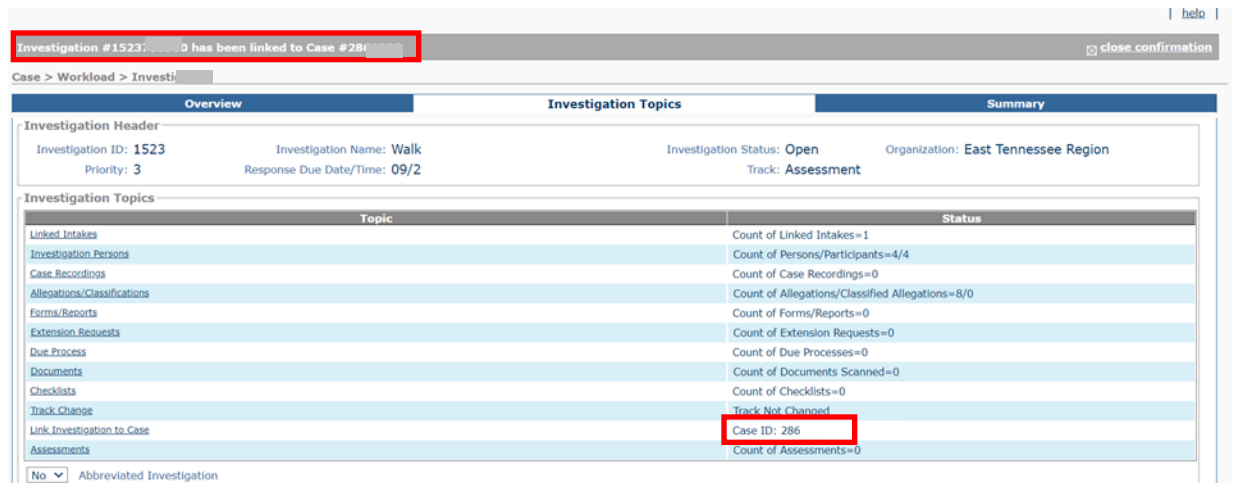 | help |
Investigation #1523 0 has been linked to Case #286
close confirmation
Case > Workload > Investi
Overview Investigation Topics Summary
Investigation Header
Investigation ID: 1523 Investigation Name: Walk Investigation Status: Open Organization: East Tennessee Region
Priority: 3 Response Due Date/Time: 09/2 Track: Assessment
Investigation Topics
Topic Status
Linked Intakes Count of Linked Intakes=1
Investigation Persons Count of Persons/Participants=4/4
Case Recordings Count of Case Recordings=0
Allegations/Classifications Count of Allegations/Classified Allegations=8/0
Forms/Reports Count of Forms/Reports=0
Extension Requests Count of Extension Requests=0
Due Process Count of Due Processes=0
Documents Count of Documents Scanned=0
Checklists Count of Checklists=0
Track Change Track Not Changed
Link Investigation to Case Case ID: 286
Assessments Count of Assessments=0
No Abbreviated Investigation